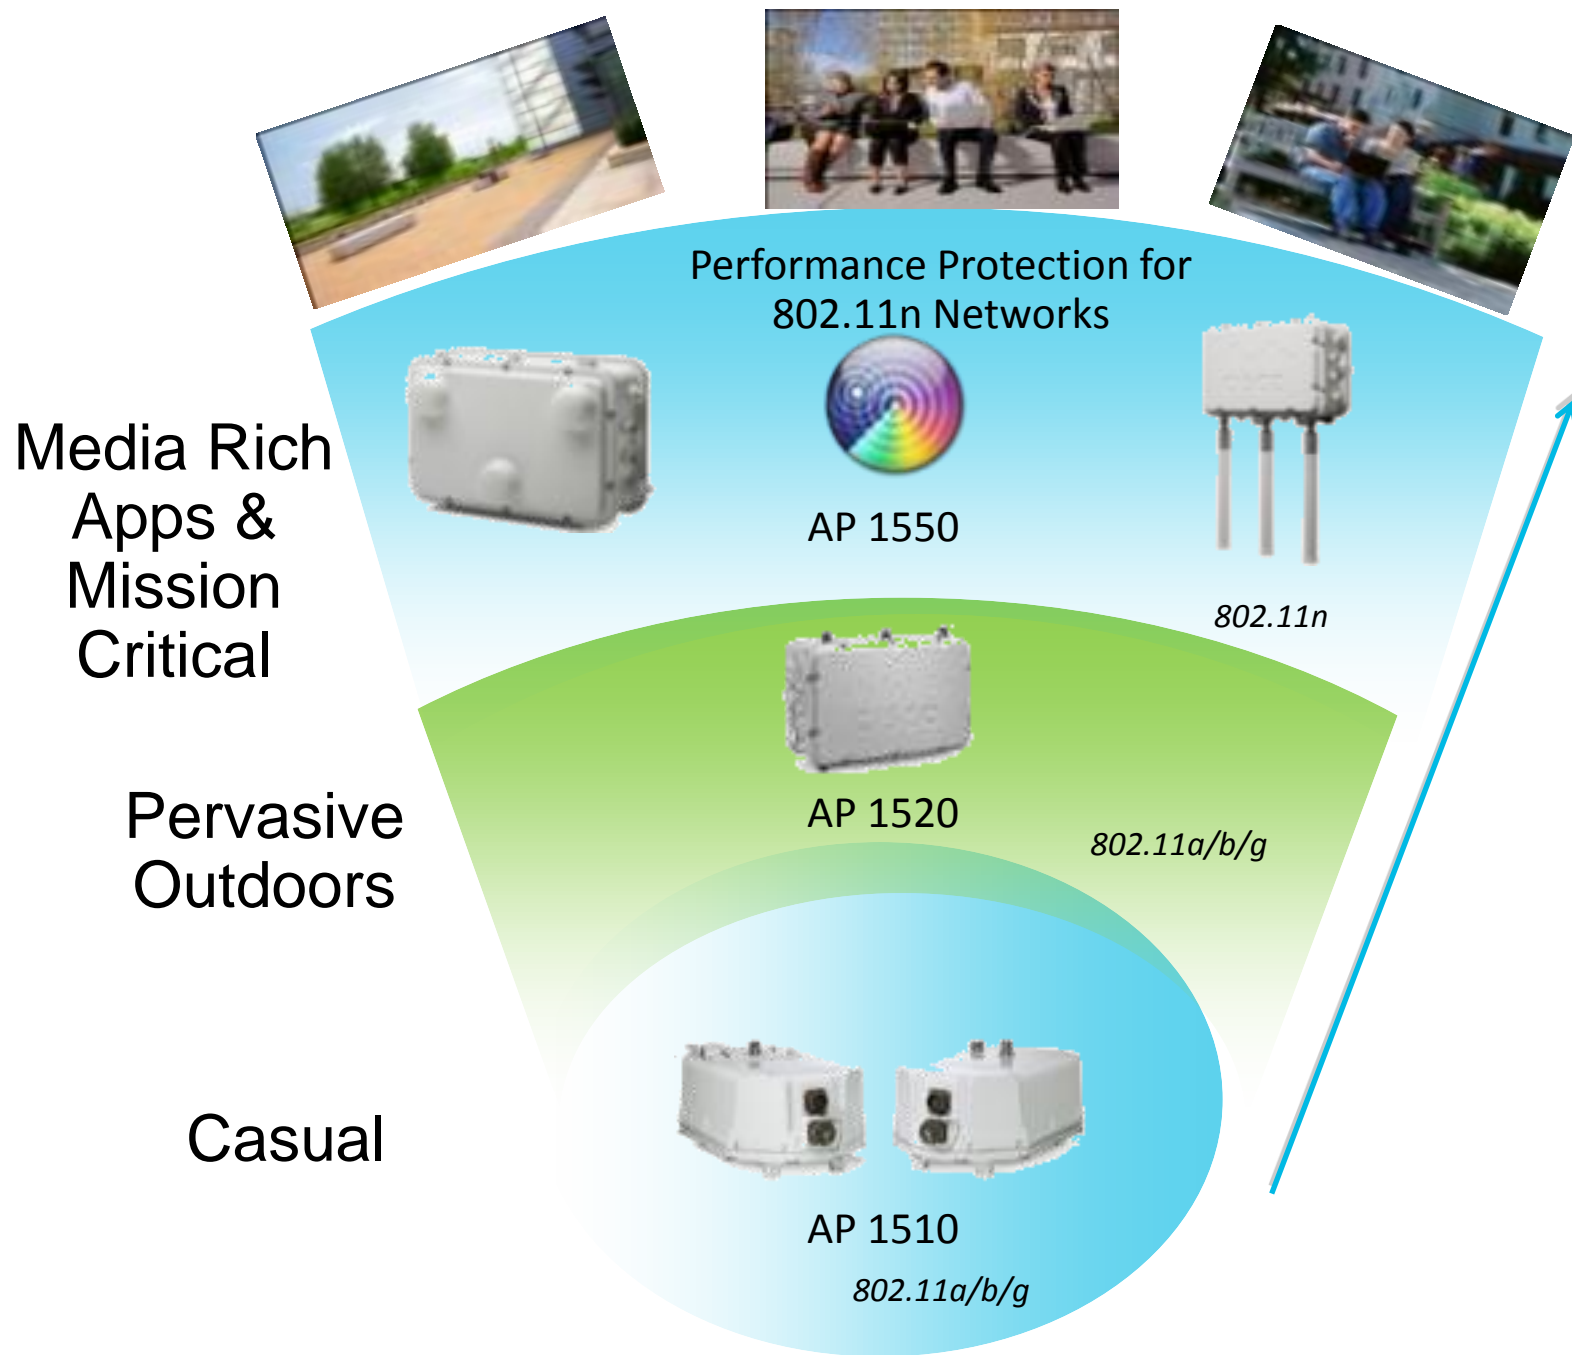 Performance Protection for
802.11n Networks
Media Rich
Apps &
Mission
Critical
AP 1550
802.11n
Pervasive
Outdoors
AP 1520
802.11a/b/g
Casual
AP 1510
802.11a/b/g